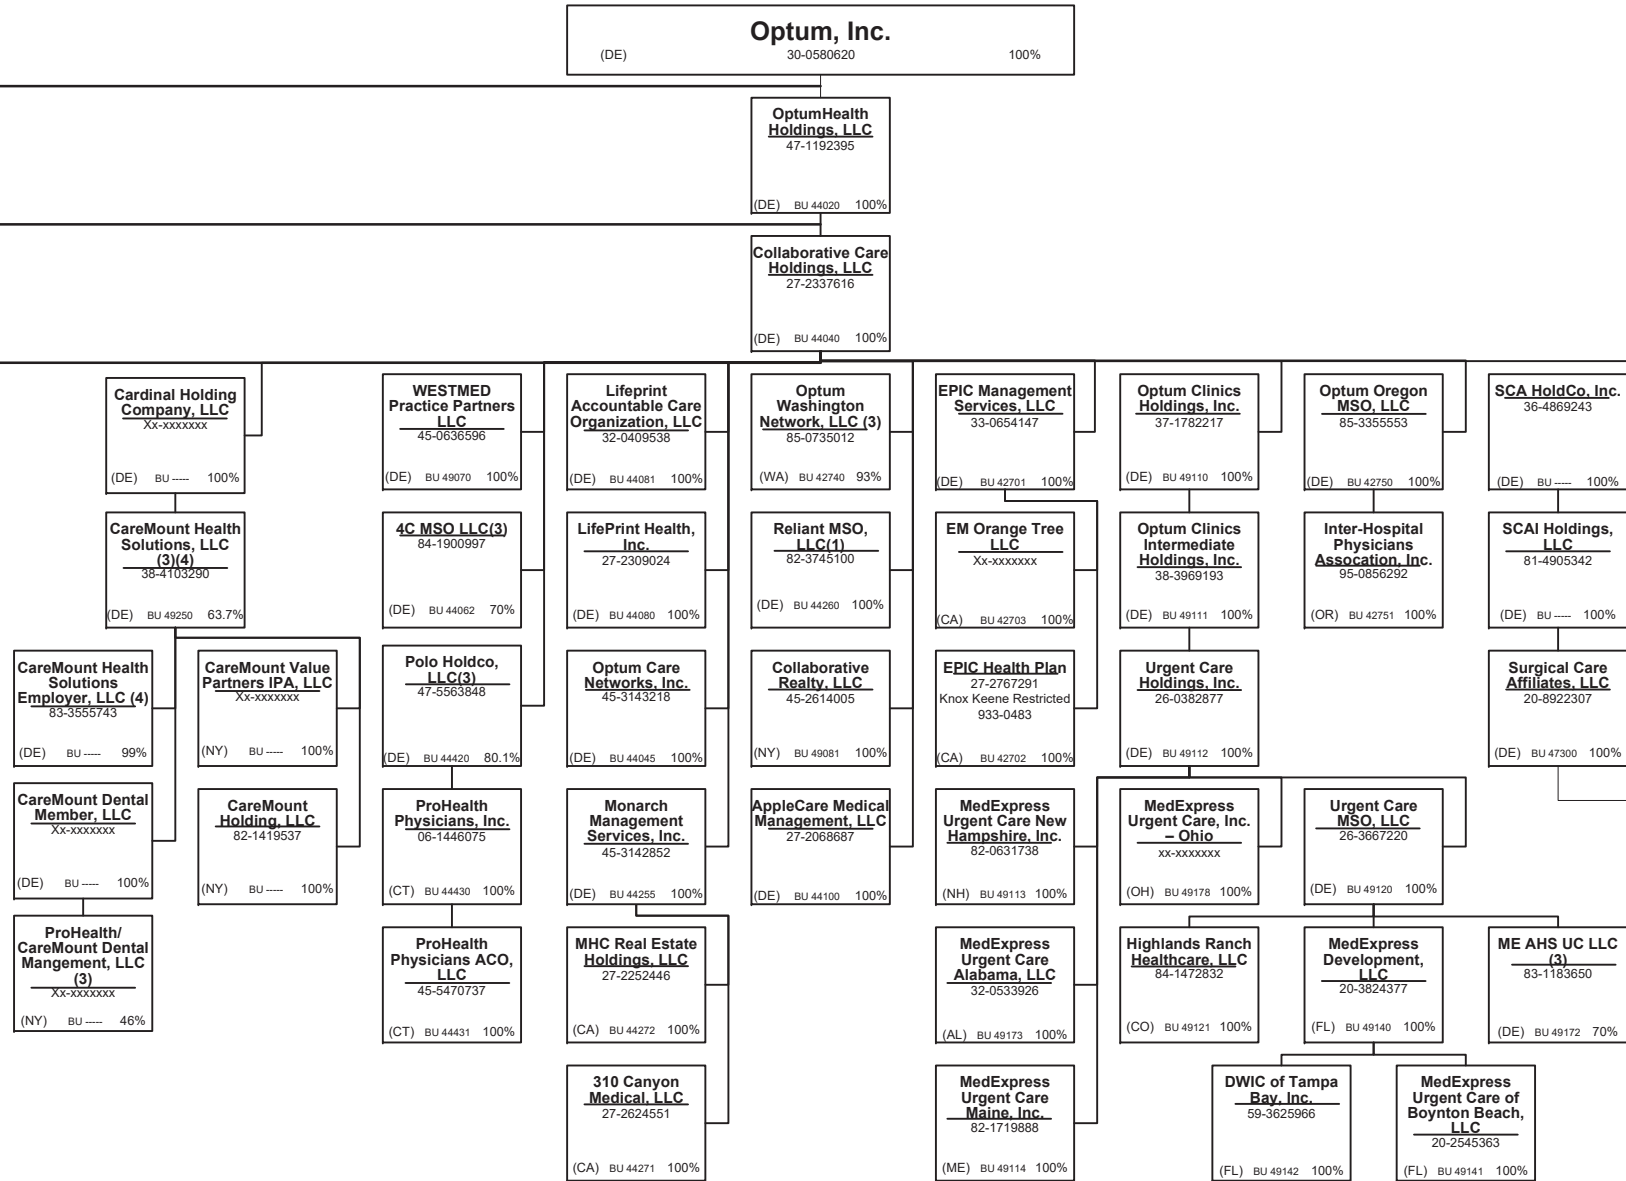 Optum, Inc.
(DE) 30-0580620 100%
OptumHealth
Holdings, LLC
47-1192395
(DE) BU 44020 100%
Collaborative Care
Holdings, LLC
27-2337616
(DE) BU 44040 100%
Cardinal Holding
Company, LLC
Xx-xxxxxxx
(DE) BU ----- 100%
WESTMED
Practice Partners
LLC
45-0636596
(DE) BU 49070 100%
Lifeprint
Accountable Care
Organization, LLC
32-0409538
(DE) BU 44081 100%
Optum
Washington
Network, LLC (3)
85-0735012
(WA) BU 42740 93%
EPIC Management
Services, LLC
33-0654147
(DE) BU 42701 100%
Optum Clinics
Holdings, Inc.
37-1782217
(DE) BU 49110 100%
Optum Oregon
MSO, LLC
85-3355553
(DE) BU 42750 100%
SCA HoldCo, Inc.
36-4869243
(DE) BU ----- 100%
CareMount Health
Solutions, LLC
(3)(4)
38-4103290
(DE) BU 49250 63.7%
4C MSO LLC(3)
84-1900997
(DE) BU 44062 70%
LifePrint Health,
Inc.
27-2309024
(DE) BU 44080 100%
Reliant MSO,
LLC(1)
82-3745100
(DE) BU 44260 100%
EM Orange Tree
LLC
Xx-xxxxxxx
(CA) BU 42703 100%
Optum Clinics
Intermediate
Holdings, Inc.
38-3969193
(DE) BU 49111 100%
Inter-Hospital
Physicians
Assocation, Inc.
95-0856292
(OR) BU 42751 100%
SCAI Holdings,
LLC
81-4905342
(DE) BU ----- 100%
CareMount Health
Solutions
Employer, LLC (4)
83-3555743
(DE) BU ----- 99%
CareMount Value
Partners IPA, LLC
Xx-xxxxxxx
(NY) BU ----- 100%
Polo Holdco,
LLC(3)
47-5563848
(DE) BU 44420 80.1%
Optum Care
Networks, Inc.
45-3143218
(DE) BU 44045 100%
Collaborative
Realty, LLC
45-2614005
(NY) BU 49081 100%
EPIC Health Plan
27-2767291
Knox Keene Restricted
933-0483
(CA) BU 42702 100%
Urgent Care
Holdings, Inc.
26-0382877
(DE) BU 49112 100%
Surgical Care
Affiliates, LLC
20-8922307
(DE) BU 47300 100%
CareMount Dental
Member, LLC
Xx-xxxxxxx
(DE) BU ----- 100%
CareMount
Holding, LLC
82-1419537
(NY) BU ----- 100%
ProHealth
Physicians, Inc.
06-1446075
(CT) BU 44430 100%
Monarch
Management
Services, Inc.
45-3142852
(DE) BU 44255 100%
AppleCare Medical
Management, LLC
27-2068687
(DE) BU 44100 100%
MedExpress
Urgent Care New
Hampshire, Inc.
82-0631738
(NH) BU 49113 100%
MedExpress
Urgent Care, Inc.
– Ohio
xx-xxxxxxx
(OH) BU 49178 100%
Urgent Care
MSO, LLC
26-3667220
(DE) BU 49120 100%
ProHealth/
CareMount Dental
Mangement, LLC
(3)
Xx-xxxxxxx
(NY) BU ----- 46%
ProHealth
Physicians ACO,
LLC
45-5470737
(CT) BU 44431 100%
MHC Real Estate
Holdings, LLC
27-2252446
(CA) BU 44272 100%
MedExpress
Urgent Care
Alabama, LLC
32-0533926
(AL) BU 49173 100%
Highlands Ranch
Healthcare, LLC
84-1472832
(CO) BU 49121 100%
MedExpress
Development,
LLC
20-3824377
(FL) BU 49140 100%
ME AHS UC LLC
(3)
83-1183650
(DE) BU 49172 70%
310 Canyon
Medical, LLC
27-2624551
(CA) BU 44271 100%
MedExpress
Urgent Care
Maine, Inc.
82-1719888
(ME) BU 49114 100%
DWIC of Tampa
Bay, Inc.
59-3625966
(FL) BU 49142 100%
MedExpress
Urgent Care of
Boynton Beach,
LLC
20-2545363
(FL) BU 49141 100%